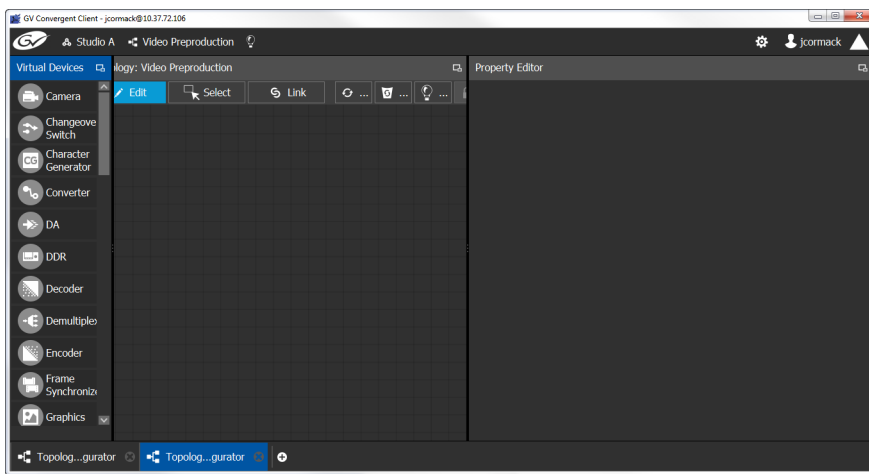 GV Convergent Client - jcormack@10.37.72.106
GV Studio A Video Preproduction jcormack
Virtual Devices ology: Video Preproduction Property Editor
Edit Select Link ... ... ...
Camera
Changeove
Switch
CG Character
Generator
Converter
DA
DDR
Decoder
Demultiplex
Encoder
Frame
Synchroniz
Graphics
Topolog...gurator Topolog...gurator